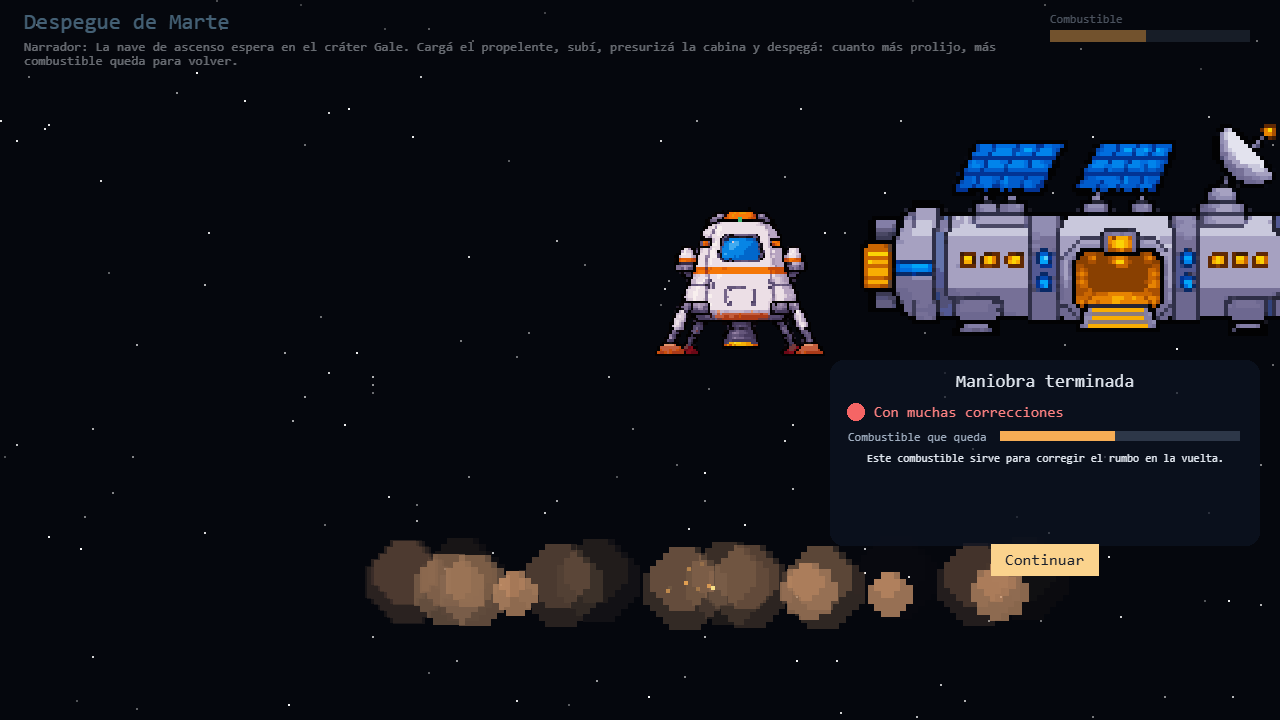 Despegue de Marte
Combustible
Narrador: La nave de ascenso espera en el cráter Gale. Cargá el propelente, subí, presurizá la cabina y despegá: cuanto más prolijo, más
combustible queda para volver.
Maniobra terminada
Con muchas correcciones
Combustible que queda
Este combustible sirve para corregir el rumbo en la vuelta.
Continuar